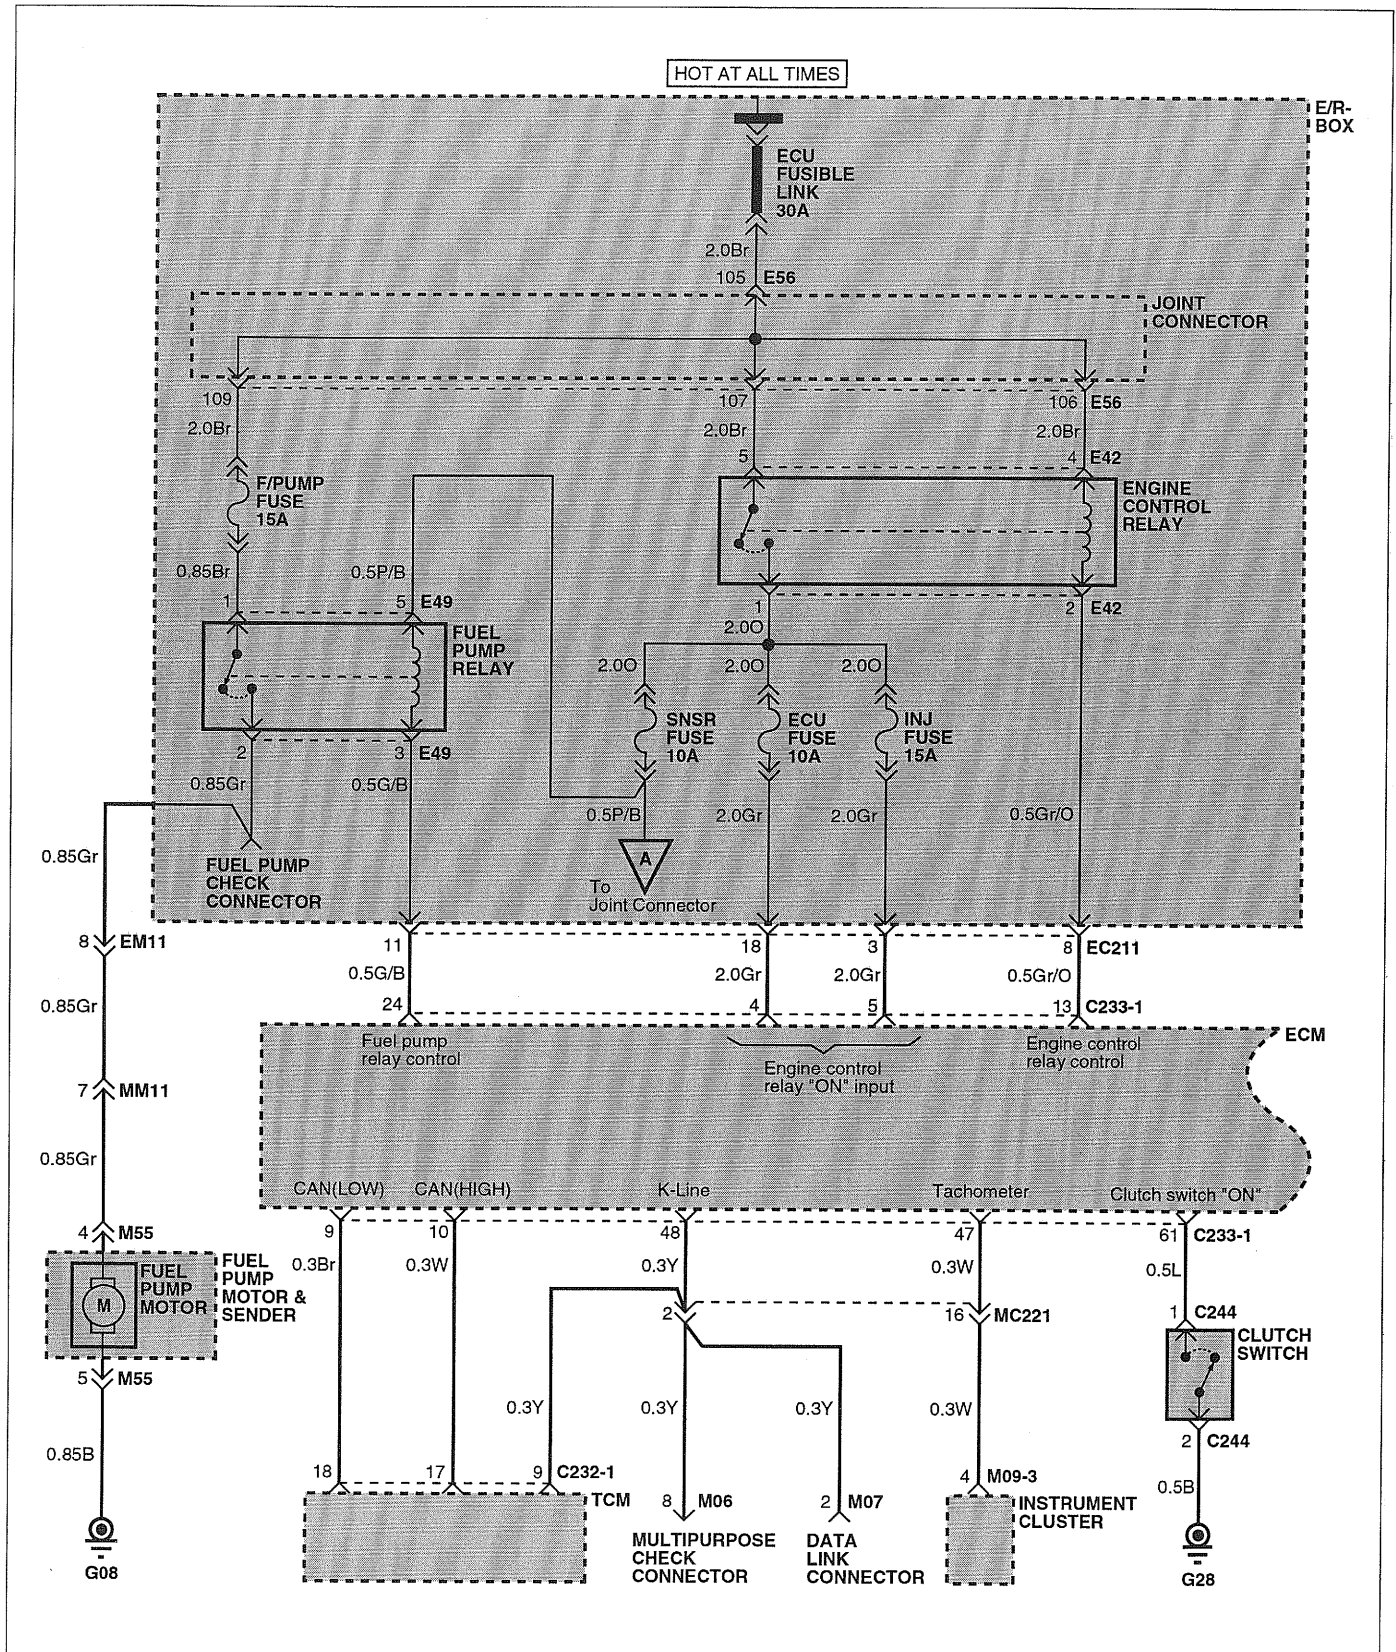 HOT AT ALL TIMES
E/R-
BOX
ECU
FUSIBLE
LINK
30A
2.0Br
105 E56
JOINT
CONNECTOR
109
107
106 E56
2.0Br
2.0Br
2.0Br
5
4 E42
F/PUMP
FUSE
15A
ENGINE
CONTROL
RELAY
0.85Br
0.5P/B
1
5 E49
1
2 E42
2.0O
FUEL
PUMP
RELAY
2.0O
2.0O
2.0O
SNSR
FUSE
10A
ECU
FUSE
10A
INJ
FUSE
15A
2
3 E49
0.85Gr
0.5G/B
0.5P/B
2.0Gr
2.0Gr
0.5Gr/O
0.85Gr
FUEL PUMP
CHECK
CONNECTOR
A
To
Joint Connector
8 EM11
11
18
3
8 EC211
0.5G/B
2.0Gr
2.0Gr
0.5Gr/O
0.85Gr
24
4
5
13 C233-1
ECM
Fuel pump
relay control
Engine control
relay "ON" input
Engine control
relay control
7 MM11
0.85Gr
CAN(LOW)
CAN(HIGH)
K-Line
Tachometer
Clutch switch "ON"
4 M55
9
10
48
47
61 C233-1
FUEL
PUMP
MOTOR
M
FUEL
PUMP
MOTOR &
SENDER
0.3Br
0.3W
0.3Y
0.3W
0.5L
2
16 MC221
1 C244
CLUTCH
SWITCH
5 M55
0.3Y
0.3Y
0.3Y
0.3W
2 C244
0.85B
18
17
9 C232-1
TCM
8 M06
2 M07
4 M09-3
0.5B
MULTIPURPOSE
CHECK
CONNECTOR
DATA
LINK
CONNECTOR
INSTRUMENT
CLUSTER
G08
G28